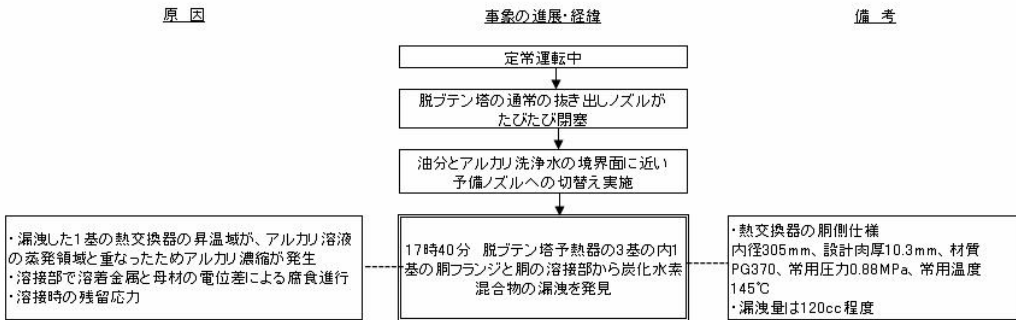 原 因
事象の進展・経緯
備 考
定常運転中
脱ブテン塔の通常の抜き出しノズルが
たびたび閉塞
油分とアルカリ洗浄水の境界面に近い
予備ノズルへの切替え実施
・漏洩した1基の熱交換器の昇温域が、アルカリ溶液
の蒸発領域と重なったためアルカリ濃縮が発生
・溶接部で溶着金属と母材の電位差による腐食進行
・溶接時の残留応力
17時40分 脱ブテン塔予熱器の3基の内1
基の胴フランジと胴の溶接部から炭化水素
混合物の漏洩を発見
・熱交換器の胴側仕様
内径305mm、設計肉厚10.3mm、材質
PG370、常用圧力0.88MPa、常用温度
145℃
・漏洩量は120cc程度